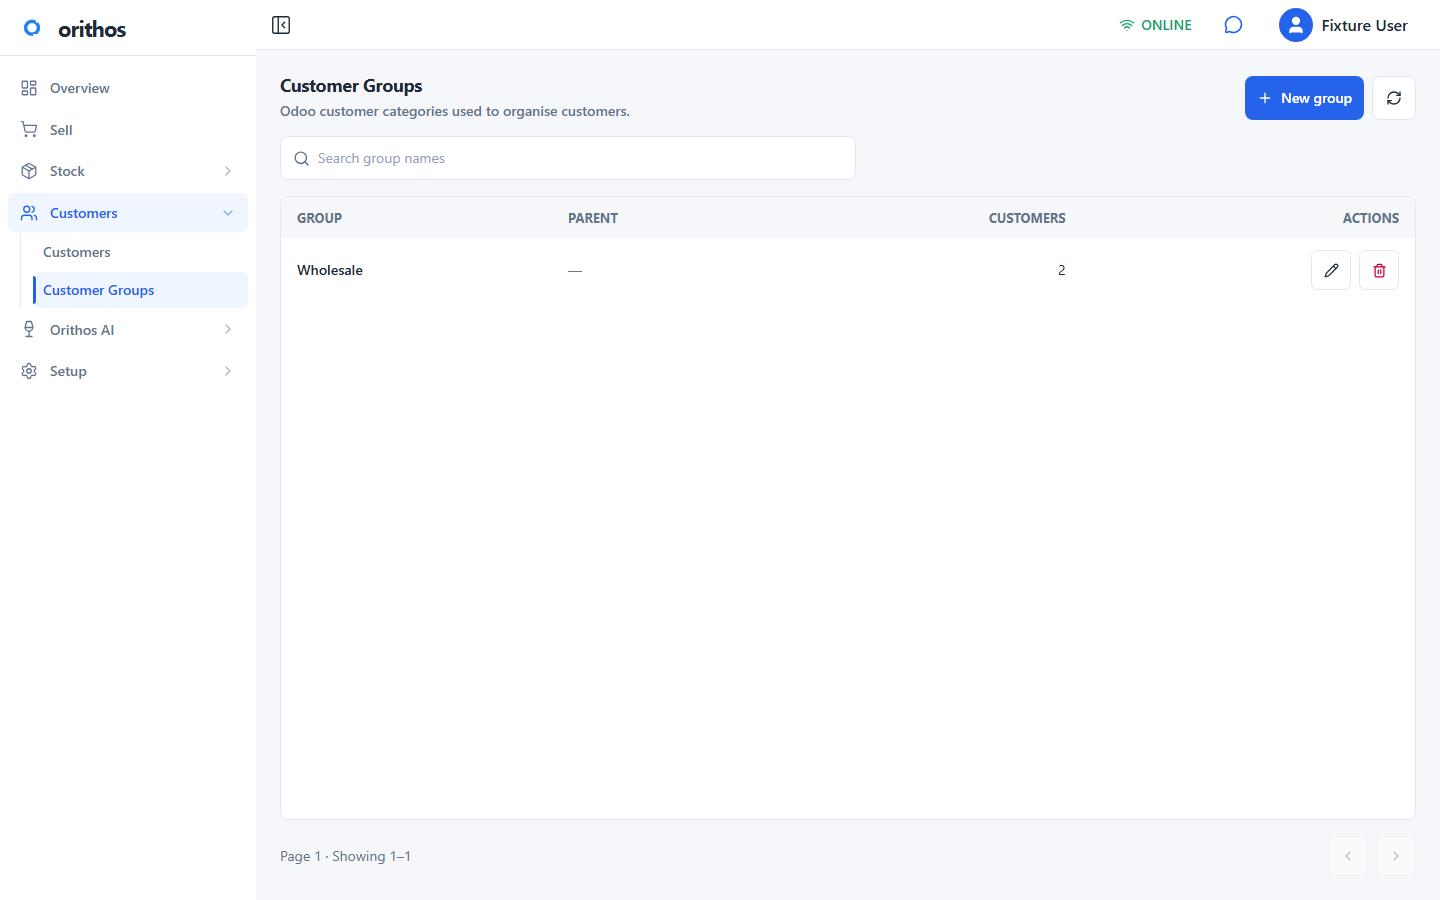 orithos
ONLINE
Fixture User
Overview
Sell
Stock
Customers
Customers
Customer Groups
Orithos AI
Setup
Customer Groups
Odoo customer categories used to organise customers.
New group
Search group names
GROUP PARENT CUSTOMERS ACTIONS
Wholesale — 2
Page 1 · Showing 1–1